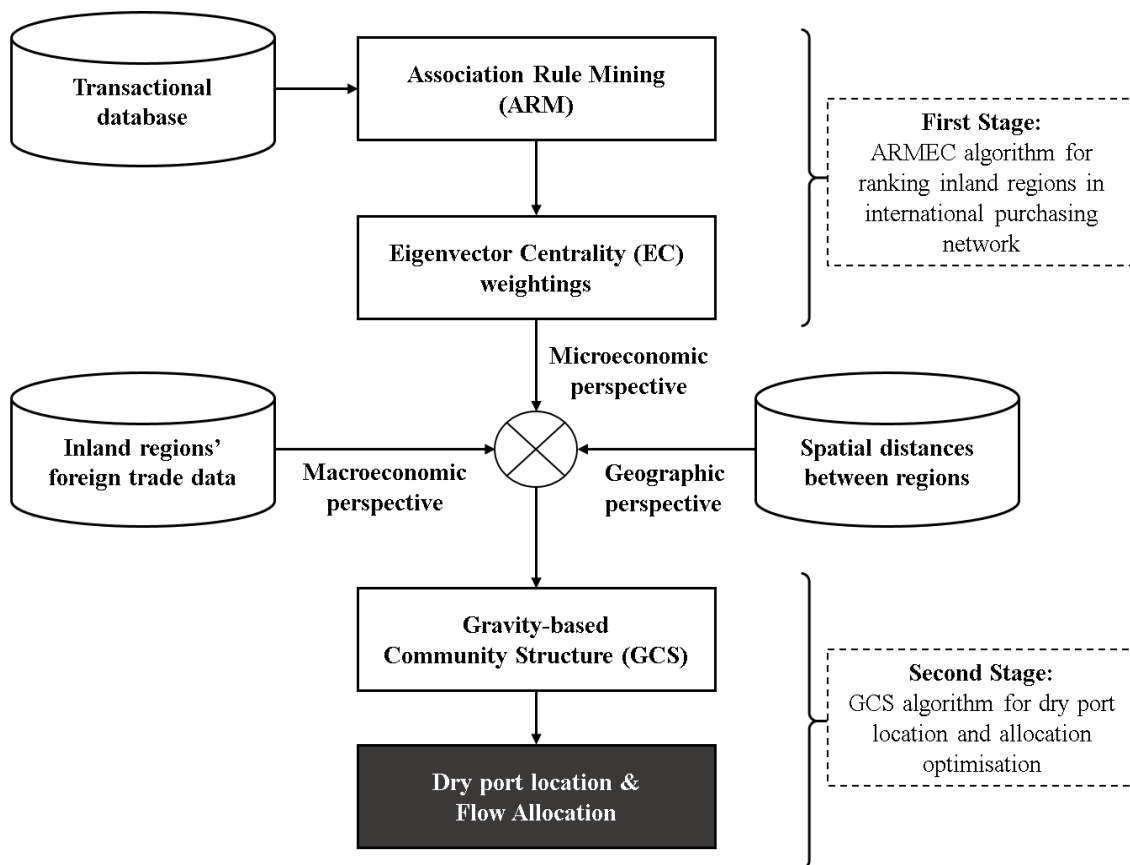 Transactional
database
Association Rule Mining
(ARM)
First Stage:
ARMEC algorithm for
ranking inland regions in
international purchasing
network
Eigenvector Centrality (EC)
weightings
Microeconomic
perspective
Inland regions’
foreign trade data
Macroeconomic
perspective
Geographic
perspective
Spatial distances
between regions
Gravity-based
Community Structure (GCS)
Second Stage:
GCS algorithm for dry port
location and allocation
optimisation
Dry port location &
Flow Allocation